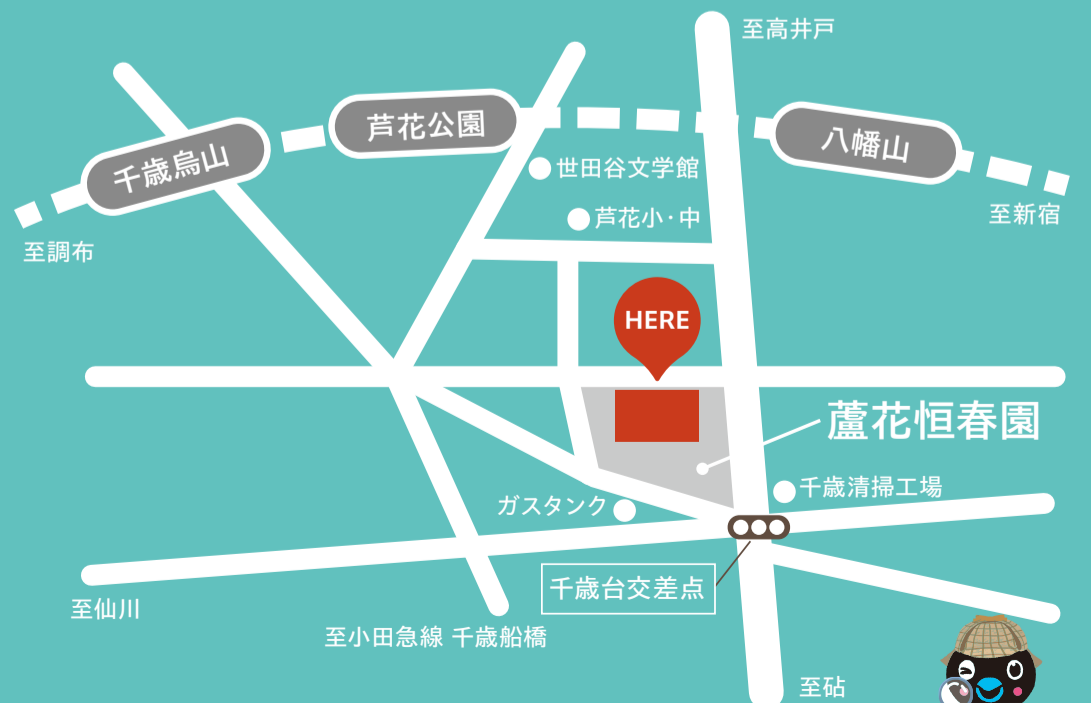 至高井戸
芦花公園
千歳烏山
八幡山
世田谷文学館
至新宿
芦花小・中
至調布
HERE
蘆花恒春園
千歳清掃工場
ガスタンク
千歳台交差点
至仙川
至小田急線 千歳船橋
至砧